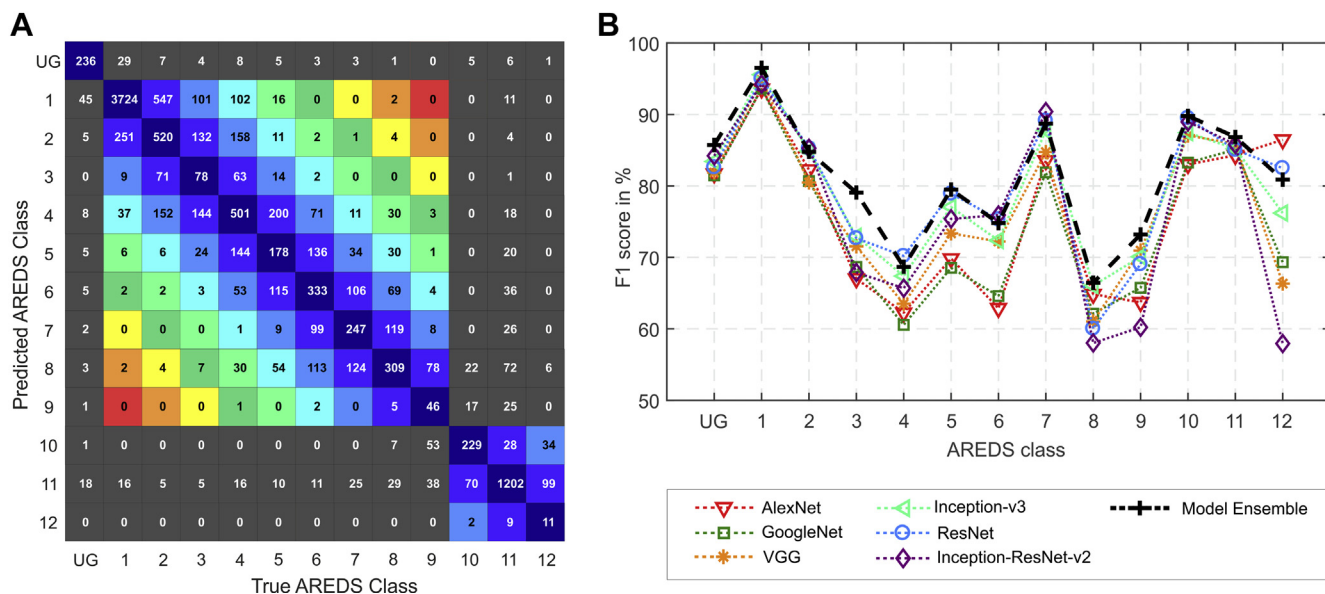 A
Predicted AREDS Class
UG 236 29 7 4 8 5 3 3 1 0 5 6 1
1 45 3724 547 101 102 16 0 0 2 0 0 11 0
2 5 251 520 132 158 11 2 1 4 0 0 4 0
3 0 9 71 78 63 14 2 0 0 0 0 1 0
4 8 37 152 144 501 200 71 11 30 3 0 18 0
5 8 6 6 24 144 178 136 34 30 1 0 20 0
6 5 2 2 3 53 115 333 106 69 4 0 36 0
7 2 0 0 0 1 9 99 247 119 8 0 26 0
8 3 2 4 7 30 54 113 124 309 78 22 72 6
9 1 0 0 0 1 0 2 0 5 46 17 25 0
10 1 0 0 0 0 0 0 0 7 53 229 28 34
11 18 16 5 5 16 10 11 25 29 38 70 1202 99
12 0 0 0 0 0 0 0 0 0 0 2 9 11
UG 1 2 3 4 5 6 7 8 9 10 11 12
True AREDS Class
B
F1 score in %
100
90
80
70
60
50
UG 1 2 3 4 5 6 7 8 9 10 11 12
AREDS class
AlexNet
GoogleNet
VGG
Inception-v3
ResNet
Inception-ResNet-v2
Model Ensemble